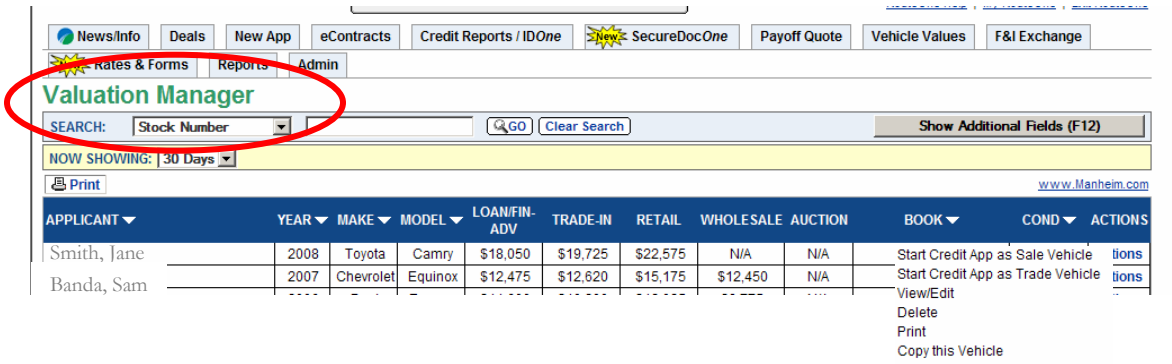 News/Info Deals New App eContracts Credit Reports / IDOne New SecureDocOne Payoff Quote Vehicle Values F&I Exchange
Rates & Forms Reports Admin
Valuation Manager
SEARCH: Stock Number GO Clear Search Show Additional Fields (F12)
NOW SHOWING: 30 Days
Print www.Manheim.com
APPLICANT YEAR MAKE MODEL LOAN/FIN-ADV TRADE-IN RETAIL WHOLESALE AUCTION BOOK COND ACTIONS
Smith, Jane 2008 Toyota Camry $18,050 $19,725 $22,575 N/A N/A Start Credit App as Sale Vehicle tions
Banda, Sam 2007 Chevrolet Equinox $12,475 $12,620 $15,175 $12,450 N/A Start Credit App as Trade Vehicle tions
View/Edit
Delete
Print
Copy this Vehicle